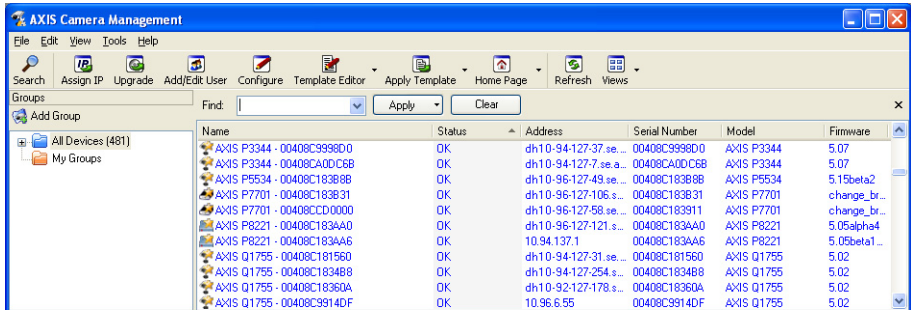 AXIS Camera Management
File Edit View Tools Help
Search Assign IP Upgrade Add/Edit User Configure Template Editor Apply Template Home Page Refresh Views
Groups
Add Group
All Devices (481)
My Groups
Find: Apply Clear
Name Status Address Serial Number Model Firmware
AXIS P3344 - 00408C9998D0 OK dh10-94-127-37.se.... 00408C9998D0 AXIS P3344 5.07
AXIS P3344 - 00408CA0DC6B OK dh10-94-127-7.se.a... 00408CA0DC6B AXIS P3344 5.07
AXIS P5534 - 00408C183B8B OK dh10-96-127-49.se.... 00408C183B8B AXIS P5534 5.15beta2
AXIS P7701 - 00408C183B31 OK dh10-96-127-106.s... 00408C183B31 AXIS P7701 change_br...
AXIS P7701 - 00408CCD0000 OK dh10-96-127-58.se.... 00408C183911 AXIS P7701 change_br...
AXIS P8221 - 00408C183AA0 OK dh10-96-127-121.s... 00408C183AA0 AXIS P8221 5.05alpha4
AXIS P8221 - 00408C183AA6 OK 10.94.137.1 00408C183AA6 AXIS P8221 5.05beta1...
AXIS Q1755 - 00408C181560 OK dh10-94-127-31.se.... 00408C181560 AXIS Q1755 5.02
AXIS Q1755 - 00408C1834B8 OK dh10-94-127-254.s... 00408C1834B8 AXIS Q1755 5.02
AXIS Q1755 - 00408C18360A OK dh10-92-127-178.s... 00408C18360A AXIS Q1755 5.02
AXIS Q1755 - 00408C9914DF OK 10.96.6.55 00408C9914DF AXIS Q1755 5.02